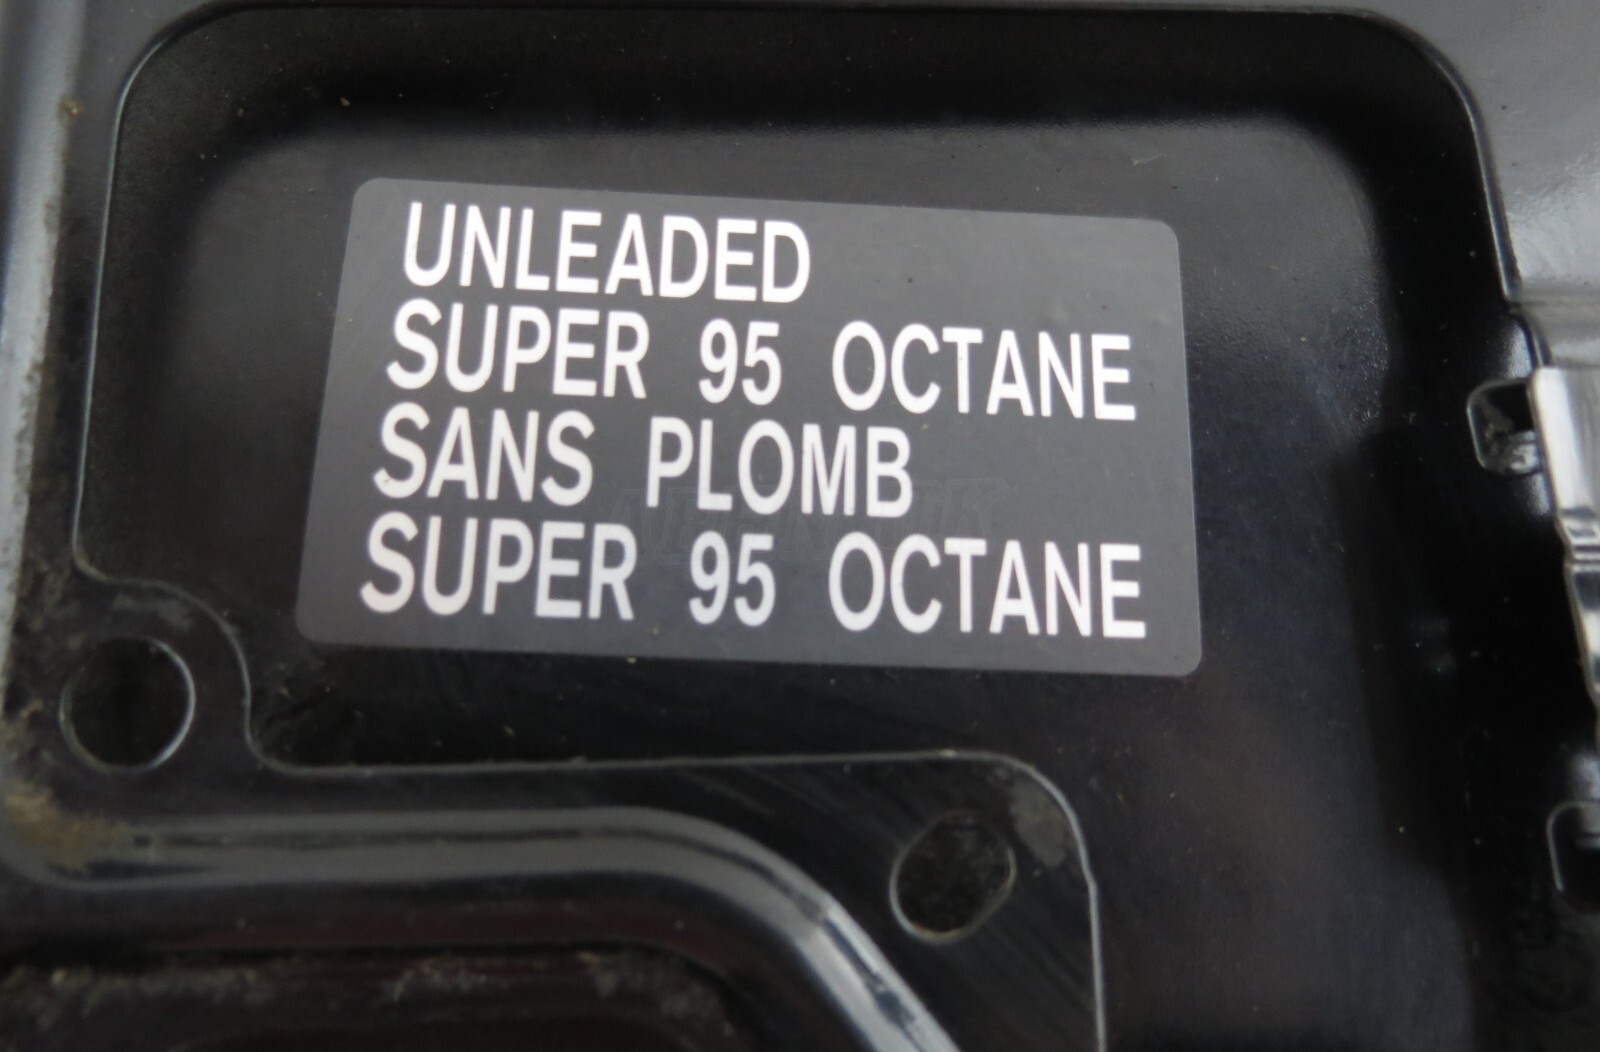 UNLEADED
SUPER 95 OCTANE
SANS PLOMB
SUPER 95 OCTANE